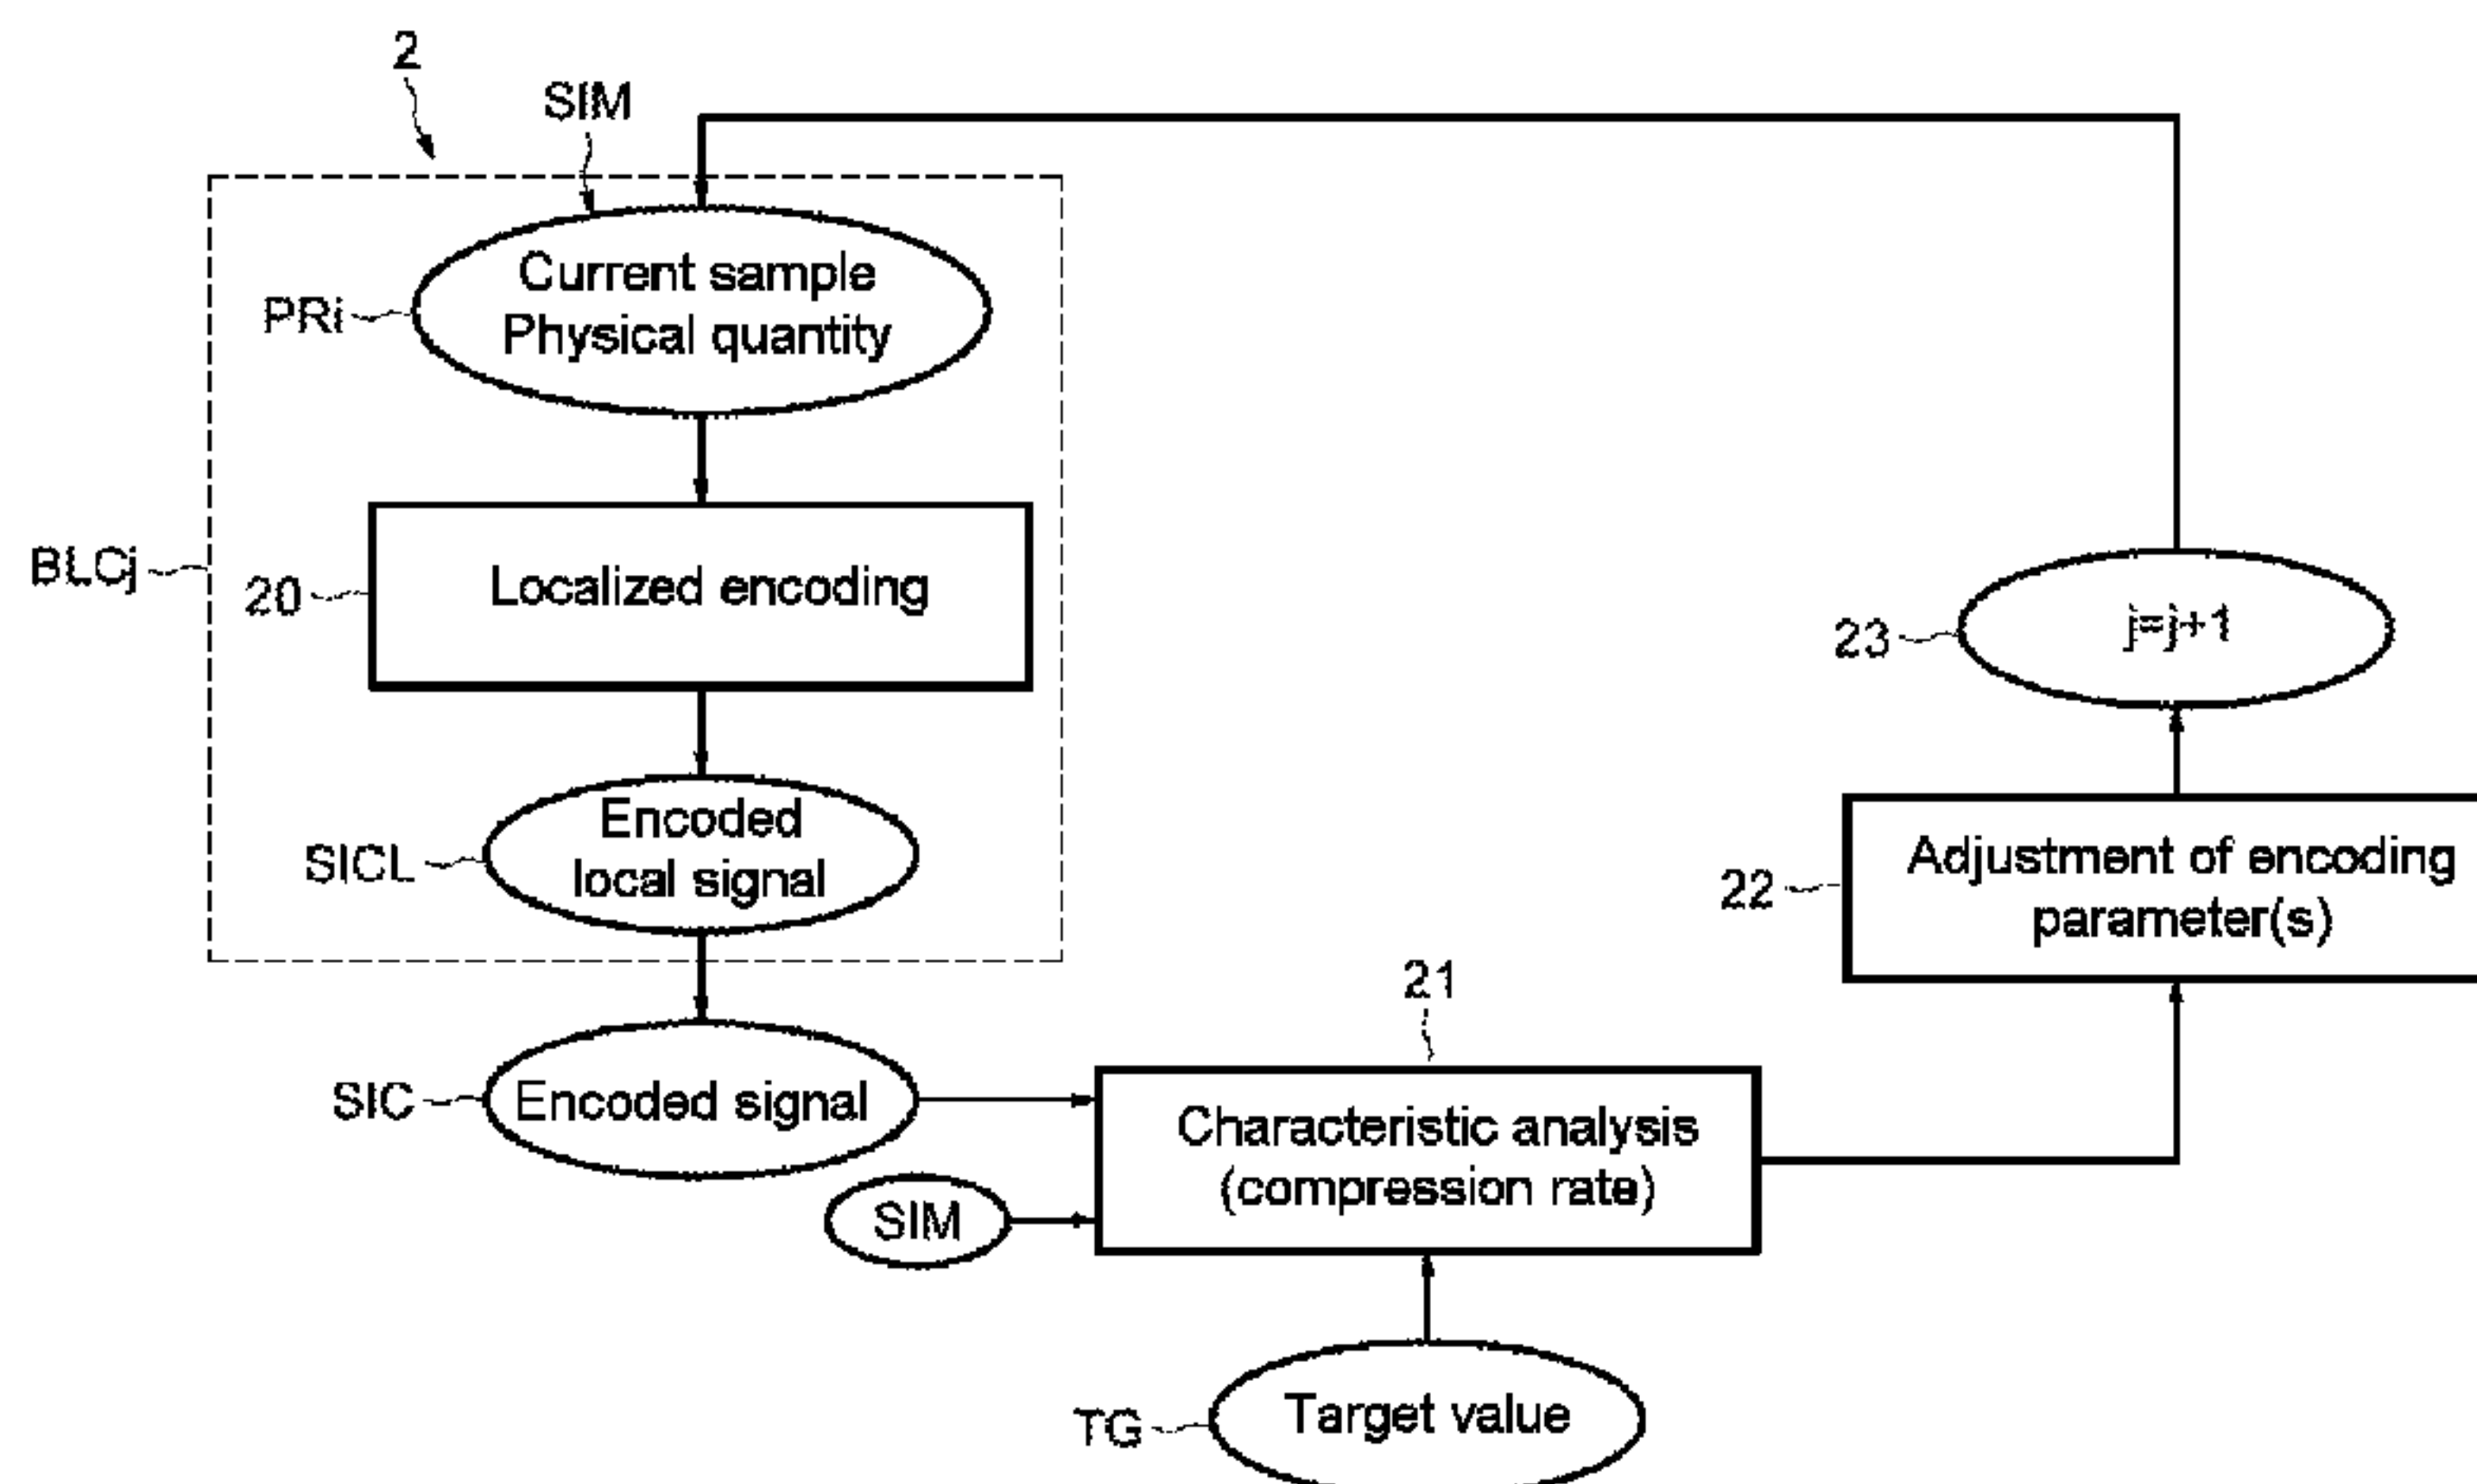 2
SIM
PRi
Current sample
Physical quantity
BLCj
20
Localized encoding
SICL
Encoded
local signal
SIC
Encoded signal
SIM
21
Characteristic analysis
(compression rate)
TG
Target value
22
Adjustment of encoding
parameter(s)
23
j=j+1